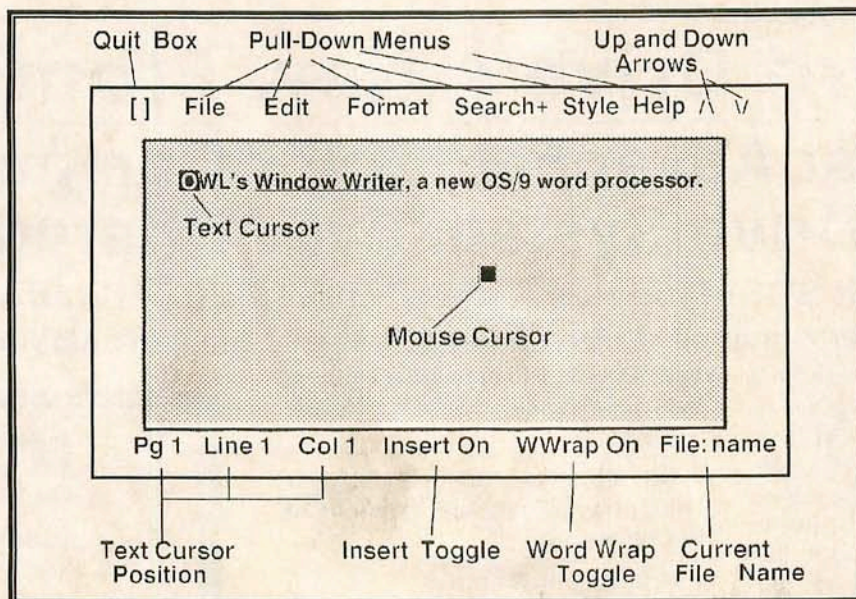 Quit Box Pull-Down Menus Up and Down
Arrows
[ ] File Edit Format Search+ Style Help /\ \/
OWL's Window Writer, a new OS/9 word processor.
Text Cursor
Mouse Cursor
Pg 1 Line 1 Col 1 Insert On WWrap On File: name
Text Cursor Position
Insert Toggle
Word Wrap Toggle
Current File Name